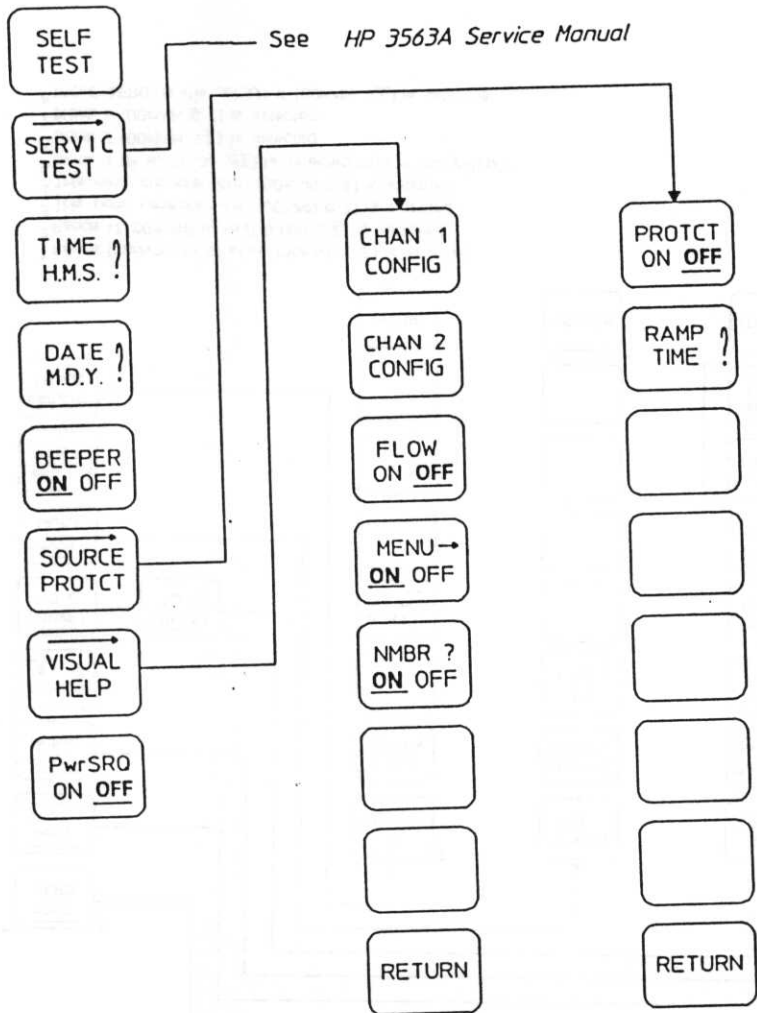 SELF
TEST
See HP 3563A Service Manual
SERVIC
TEST
TIME
H.M.S. ?
DATE
M.D.Y. ?
BEEPER
ON OFF
SOURCE
PROTCT
VISUAL
HELP
PwrSRQ
ON OFF
CHAN 1
CONFIG
CHAN 2
CONFIG
FLOW
ON OFF
MENU→
ON OFF
NMBR ?
ON OFF
RETURN
PROTCT
ON OFF
RAMP
TIME ?
RETURN